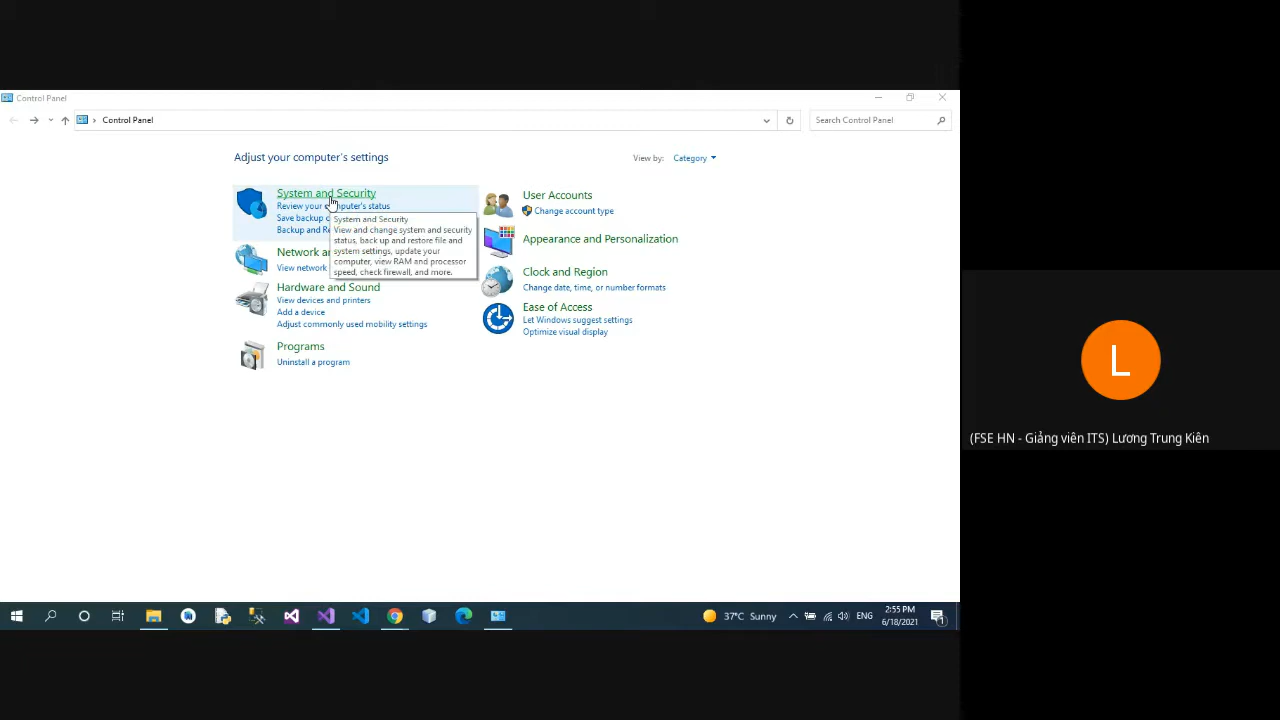 Control Panel
Control Panel
Search Control Panel
Adjust your computer's settings
View by: Category
System and Security
Review your computer's status
Save backup
Backup and
System and Security
View and change system and security
status, back up and restore file and
system settings, update your
computer, view RAM and processor
speed, check firewall, and more.
Network
View network
Hardware and Sound
View devices and printers
Add a device
Adjust commonly used mobility settings
Programs
Uninstall a program
User Accounts
Change account type
Appearance and Personalization
Clock and Region
Change date, time, or number formats
Ease of Access
Let Windows suggest settings
Optimize visual display
L
(FSE HN - Giảng viên ITS) Lương Trung Kiên
37°C Sunny
ENG
2:55 PM
6/18/2021
1